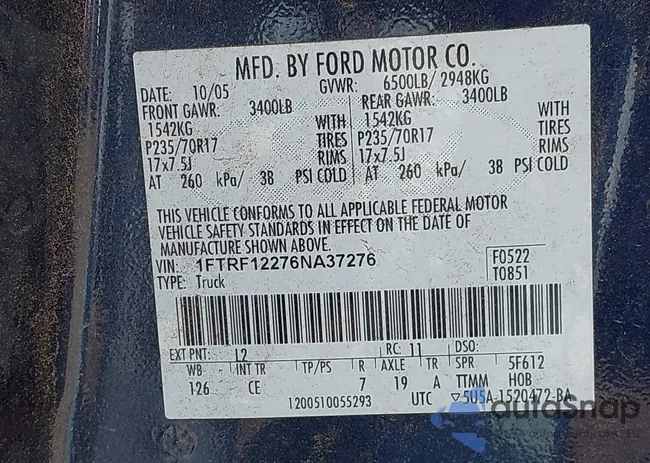 MFD. BY FORD MOTOR CO.
DATE: 10/05 GVWR: 6500LB/ 2948KG
FRONT GAWR: 3400LB REAR GAWR: 3400LB
1542KG WITH 1542KG WITH
P235/70R17 TIRES P235/70R17 TIRES
17x7.5J RIMS 17x7.5J RIMS
AT 260 kPa/ 38 PSI COLD AT 260 kPa/ 38 PSI COLD
THIS VEHICLE CONFORMS TO ALL APPLICABLE FEDERAL MOTOR
VEHICLE SAFETY STANDARDS IN EFFECT ON THE DATE OF
MANUFACTURE SHOWN ABOVE.
VIN: 1FTRF12276NA37276 F0522
TYPE: Truck T0851
EXT PNT: L2 RC: 11 DSO:
WB INT TR TP/PS R AXLE TR SPR 5F612
126 CE 7 19 A TTMM HOB
1200510055293 UTC ▽5U5A-1520472-BA
autosnap